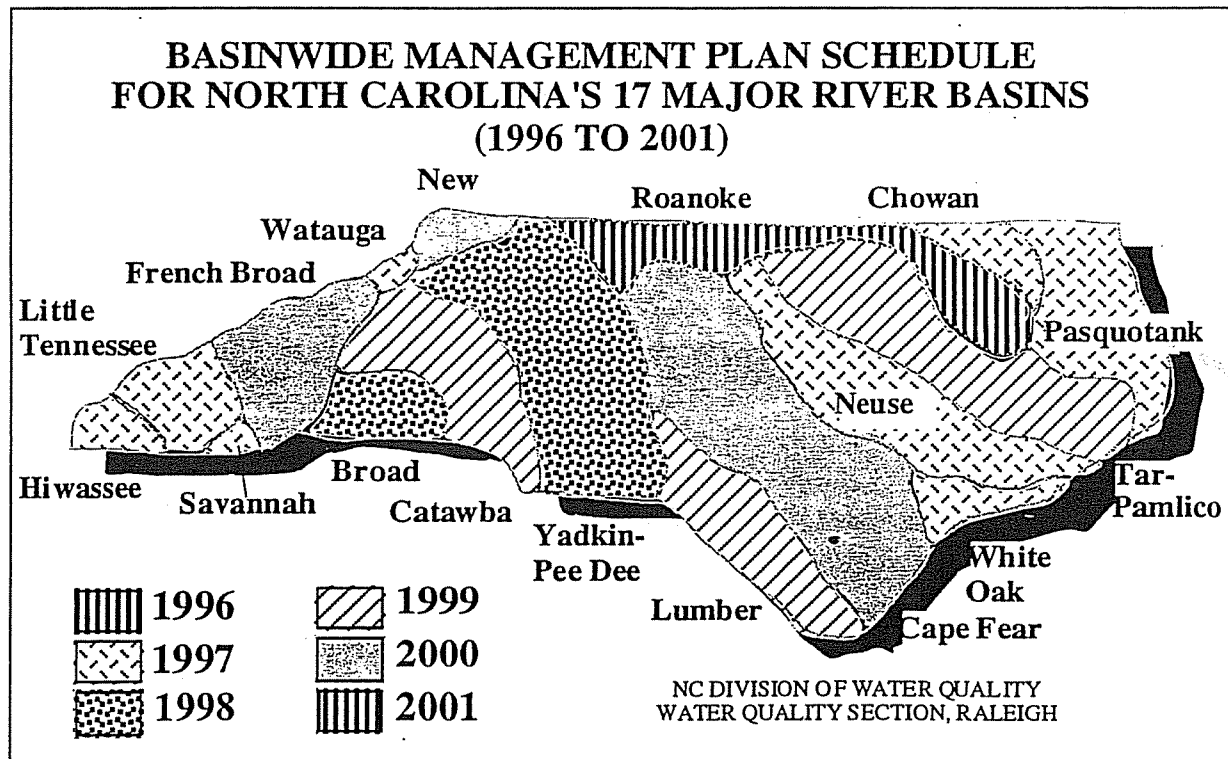 BASINWIDE MANAGEMENT PLAN SCHEDULE
FOR NORTH CAROLINA'S 17 MAJOR RIVER BASINS
(1996 TO 2001)
New
Roanoke
Chowan
Watauga
French Broad
Little
Tennessee
Pasquotank
Neuse
Hiwassee
Savannah
Broad
Catawba
Yadkin-
Pee Dee
Tar-
Pamlico
White
Oak
Lumber
Cape Fear
1996
1997
1998
1999
2000
2001
NC DIVISION OF WATER QUALITY
WATER QUALITY SECTION, RALEIGH